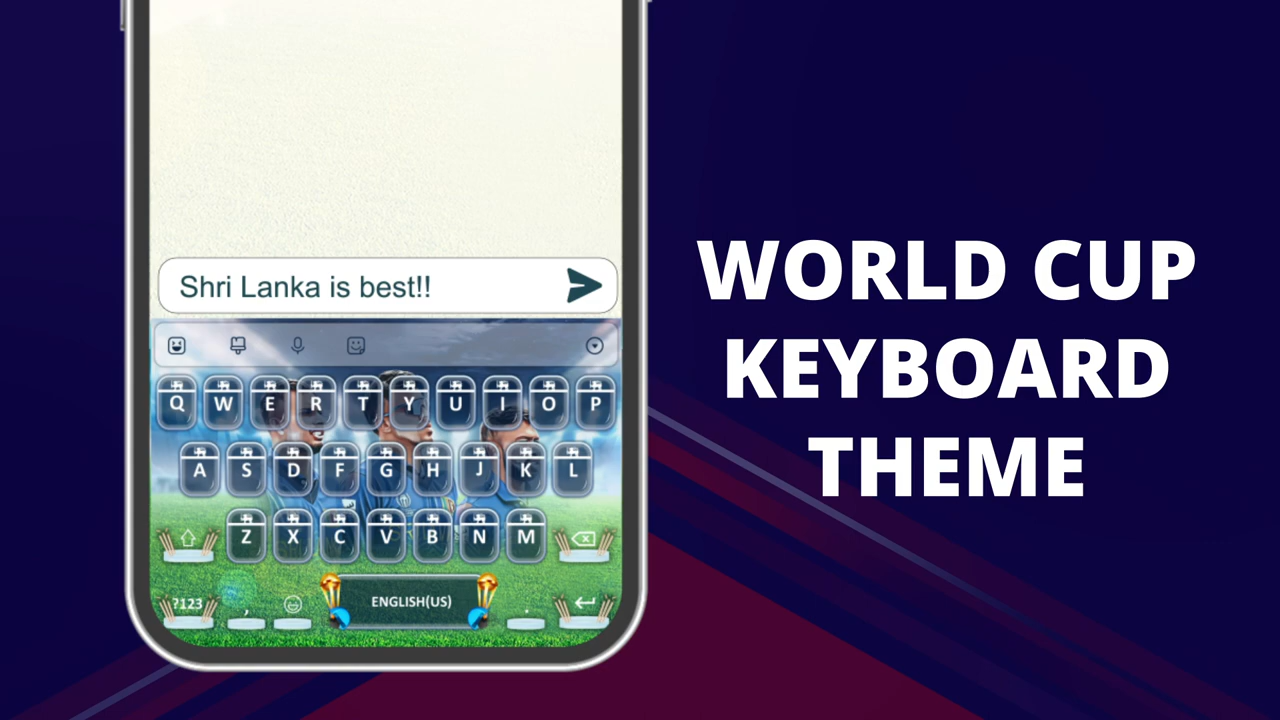 Shri Lanka is best!!
Q W E R T Y U I O P
A S D F G H J K L
Z X C V B N M
?123 , ENGLISH(US) .
WORLD CUP
KEYBOARD
THEME